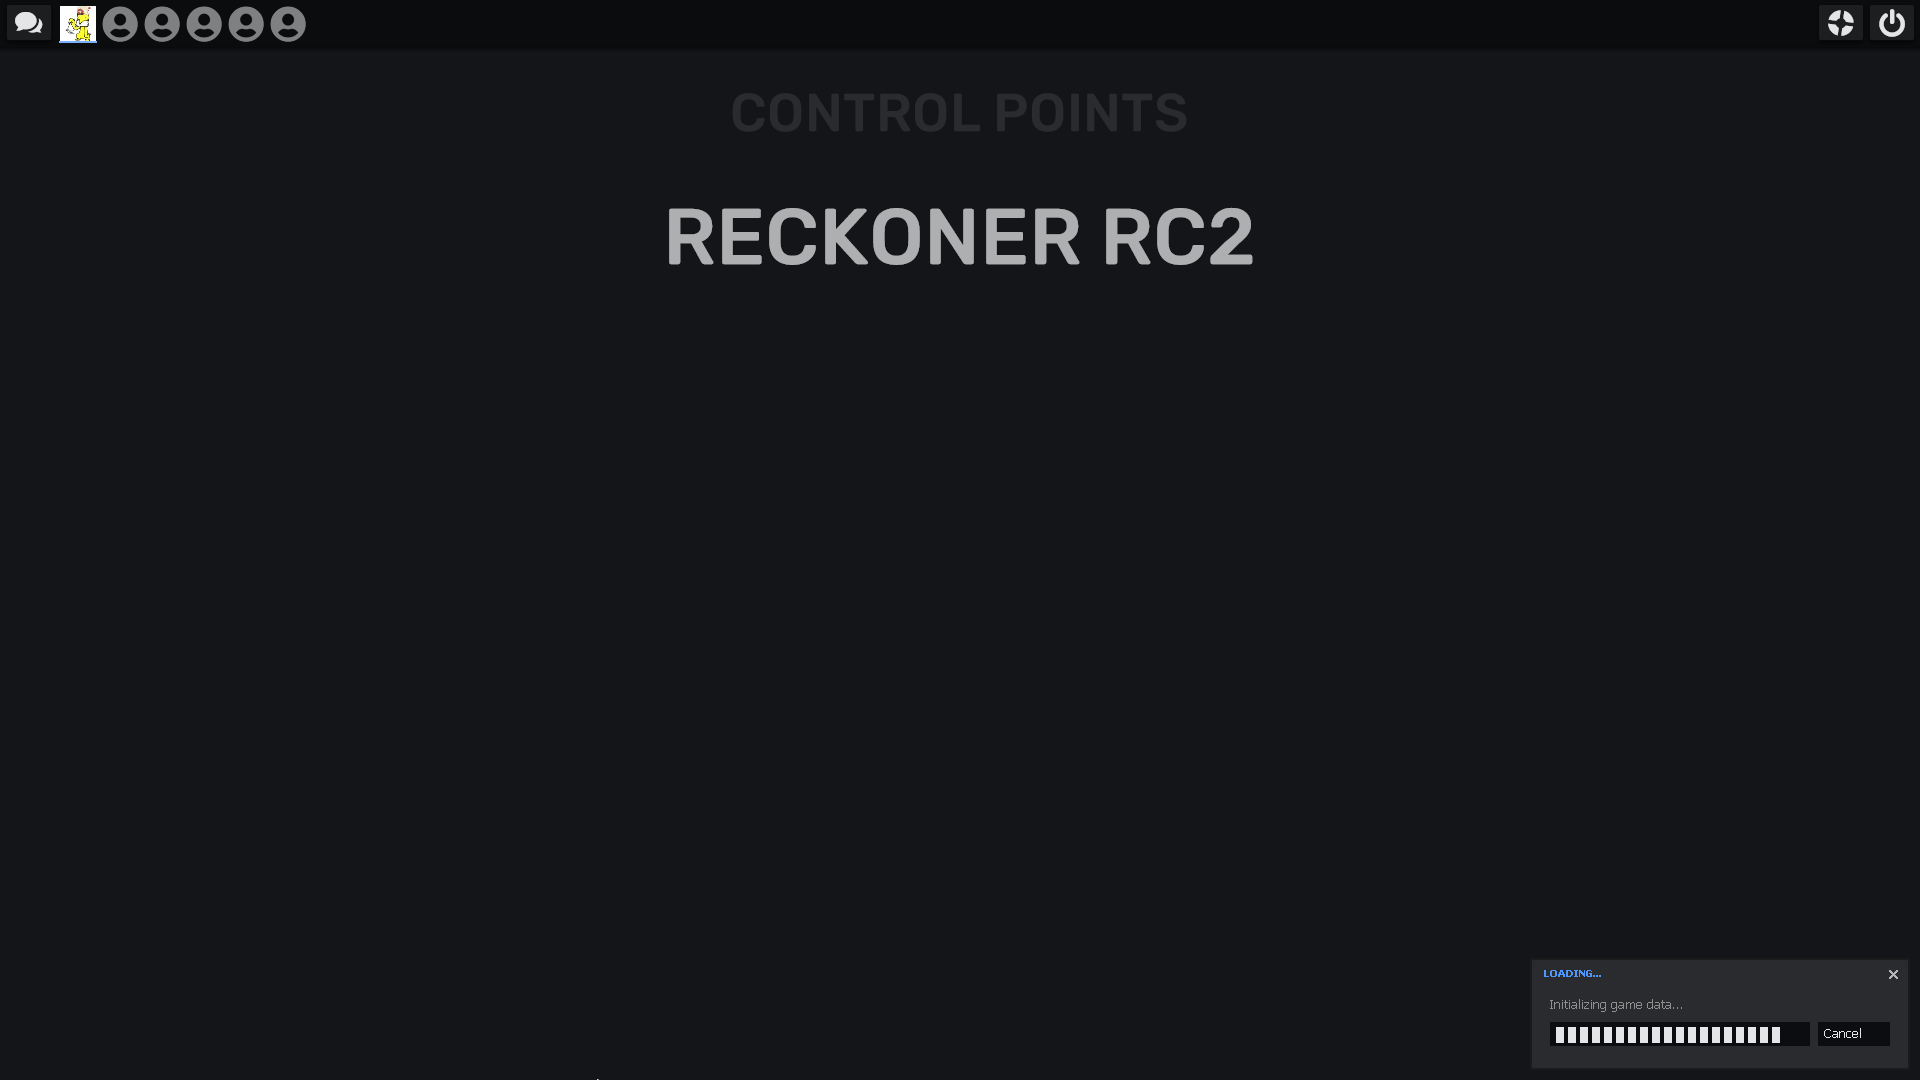 CONTROL POINTS
RECKONER RC2
LOADING...
Initializing game data...
Cancel